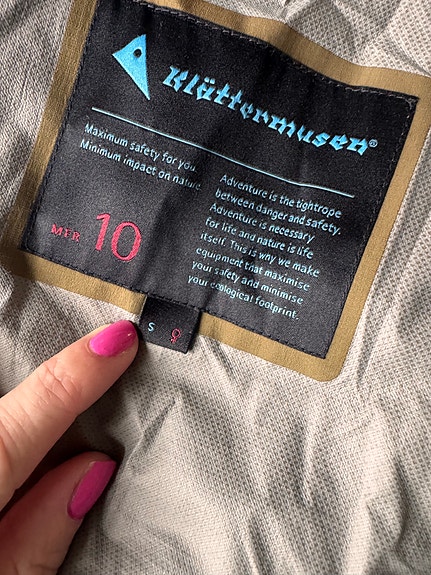 Klättermusen®
Maximum safety for you.
Minimum impact on nature.
Adventure is the tightrope
between danger and safety.
Adventure is necessary
for life and nature is life
itself. This is why we make
equipment that maximise
your safety and minimise
your ecological footprint.
MFR 10
S ♀